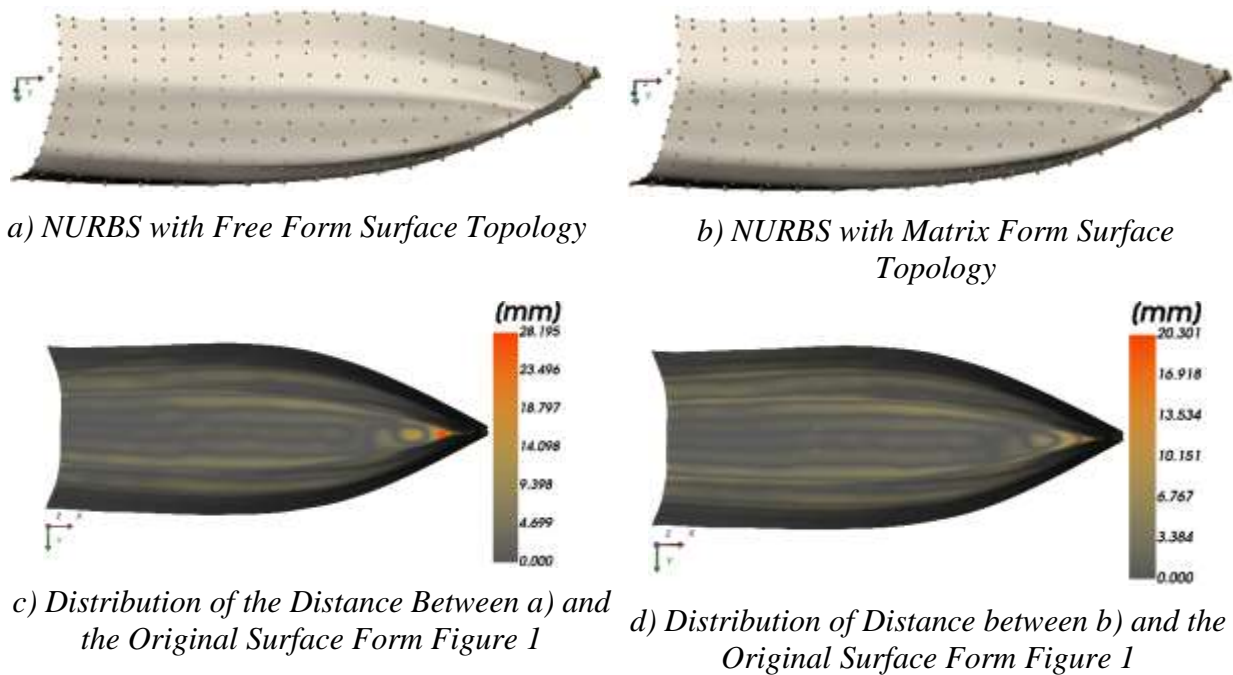 a) NURBS with Free Form Surface Topology
b) NURBS with Matrix Form Surface
Topology
(mm)
28.195
23.496
18.797
14.098
9.398
4.699
0.000
Z X
Y
c) Distribution of the Distance Between a) and
the Original Surface Form Figure 1
(mm)
20.301
16.918
13.534
10.151
6.767
3.384
0.000
Z X
Y
d) Distribution of Distance between b) and the
Original Surface Form Figure 1